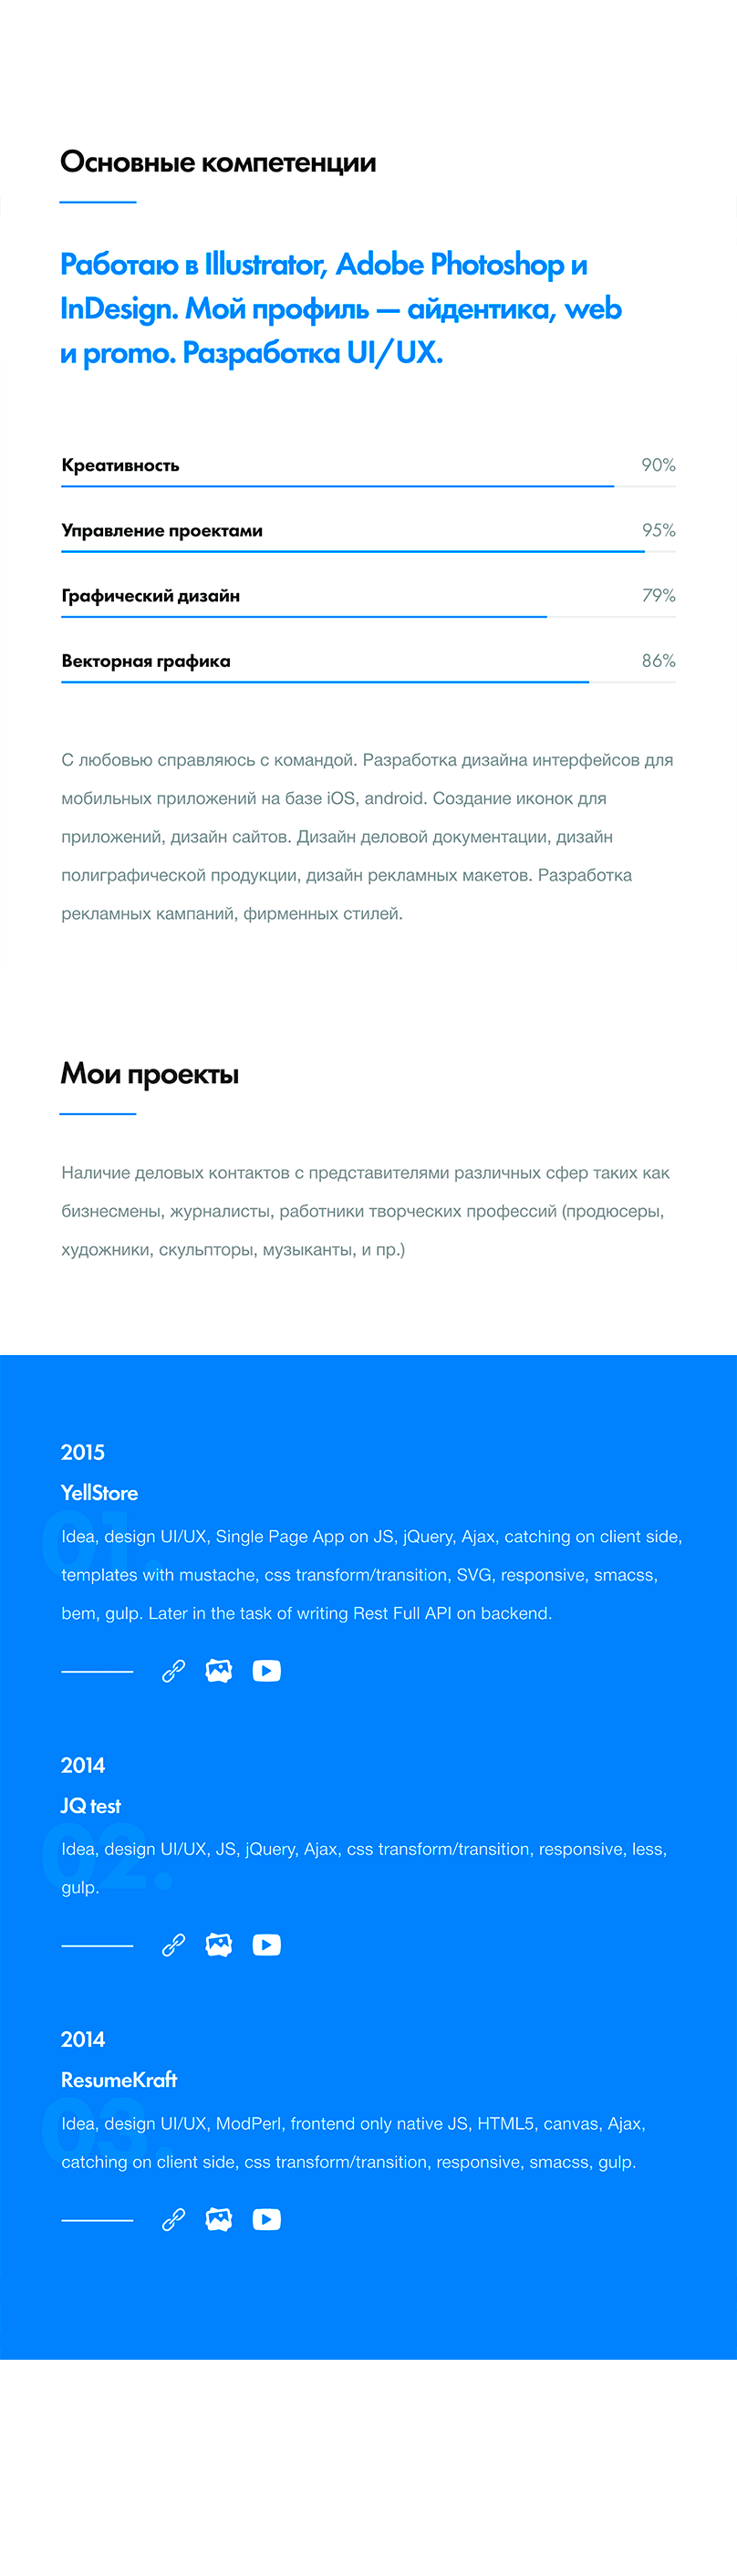 Основные компетенции
Работаю в Illustrator, Adobe Photoshop и
InDesign. Мой профиль — айдентика, web
и promo. Разработка UI/UX.
Креативность 90%
Управление проектами 95%
Графический дизайн 79%
Векторная графика 86%
С любовью справляюсь с командой. Разработка дизайна интерфейсов для
мобильных приложений на базе iOS, android. Создание иконок для
приложений, дизайн сайтов. Дизайн деловой документации, дизайн
полиграфической продукции, дизайн рекламных макетов. Разработка
рекламных кампаний, фирменных стилей.
Мои проекты
Наличие деловых контактов с представителями различных сфер таких как
бизнесмены, журналисты, работники творческих профессий (продюсеры,
художники, скульпторы, музыканты, и пр.)
2015
YellStore
01.
Idea, design UI/UX, Single Page App on JS, jQuery, Ajax, catching on client side,
templates with mustache, css transform/transition, SVG, responsive, smacss,
bem, gulp. Later in the task of writing Rest Full API on backend.
2014
JQ test
02.
Idea, design UI/UX, JS, jQuery, Ajax, css transform/transition, responsive, less,
gulp.
2014
ResumeKraft
03.
Idea, design UI/UX, ModPerl, frontend only native JS, HTML5, canvas, Ajax,
catching on client side, css transform/transition, responsive, smacss, gulp.